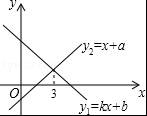 y
y₂=x+a
O
3
x
y₁=kx+b